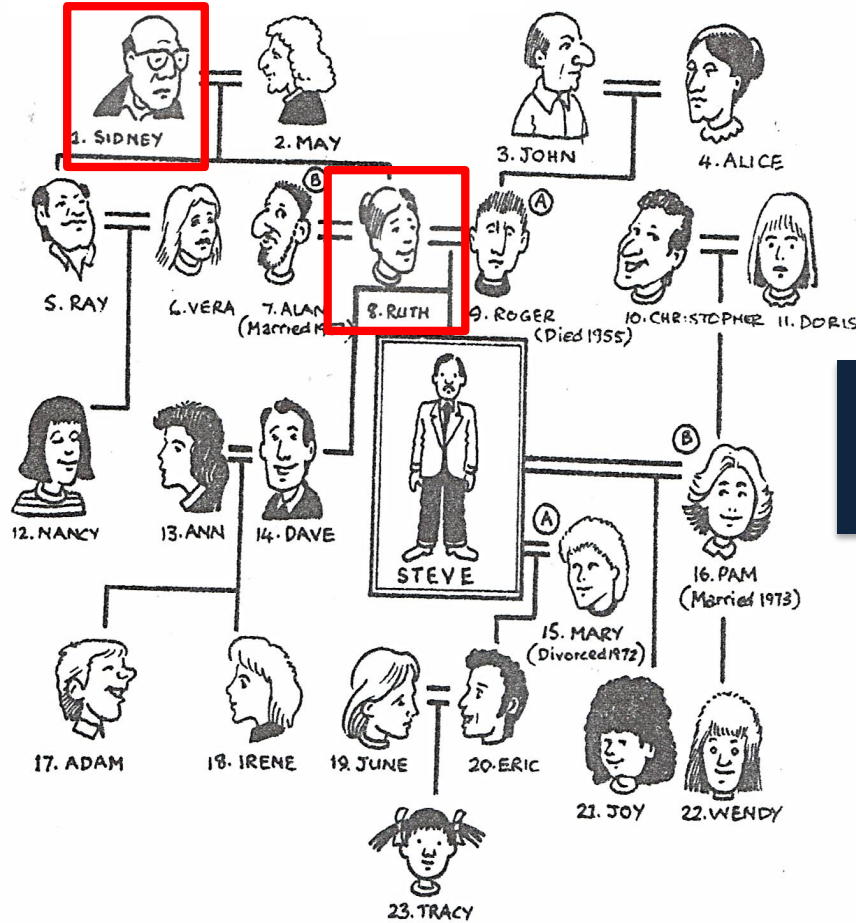 1. SIDNEY
2. MAY
3. JOHN
4. ALICE
B
A
5. RAY
6. VERA
7. ALAN
(Married
8. RUTH
9. ROGER
(Died 1955)
10. CHRISTOPHER
11. DORIS
B
12. NANCY
13. ANN
14. DAVE
STEVE
A
15. MARY
(Divorced 1972)
16. PAM
(Married 1973)
17. ADAM
18. IRENE
19. JUNE
20. ERIC
21. JOY
22. WENDY
23. TRACY